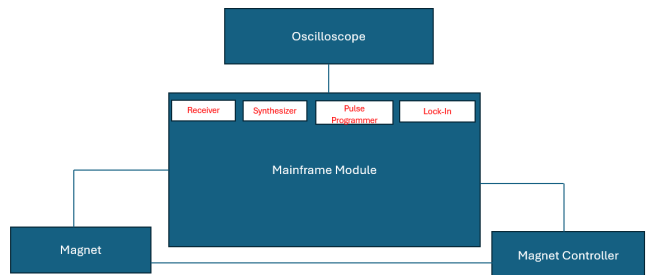 Oscilloscope
Receiver
Synthesizer
Pulse
Programmer
Lock-In
Mainframe Module
Magnet
Magnet Controller